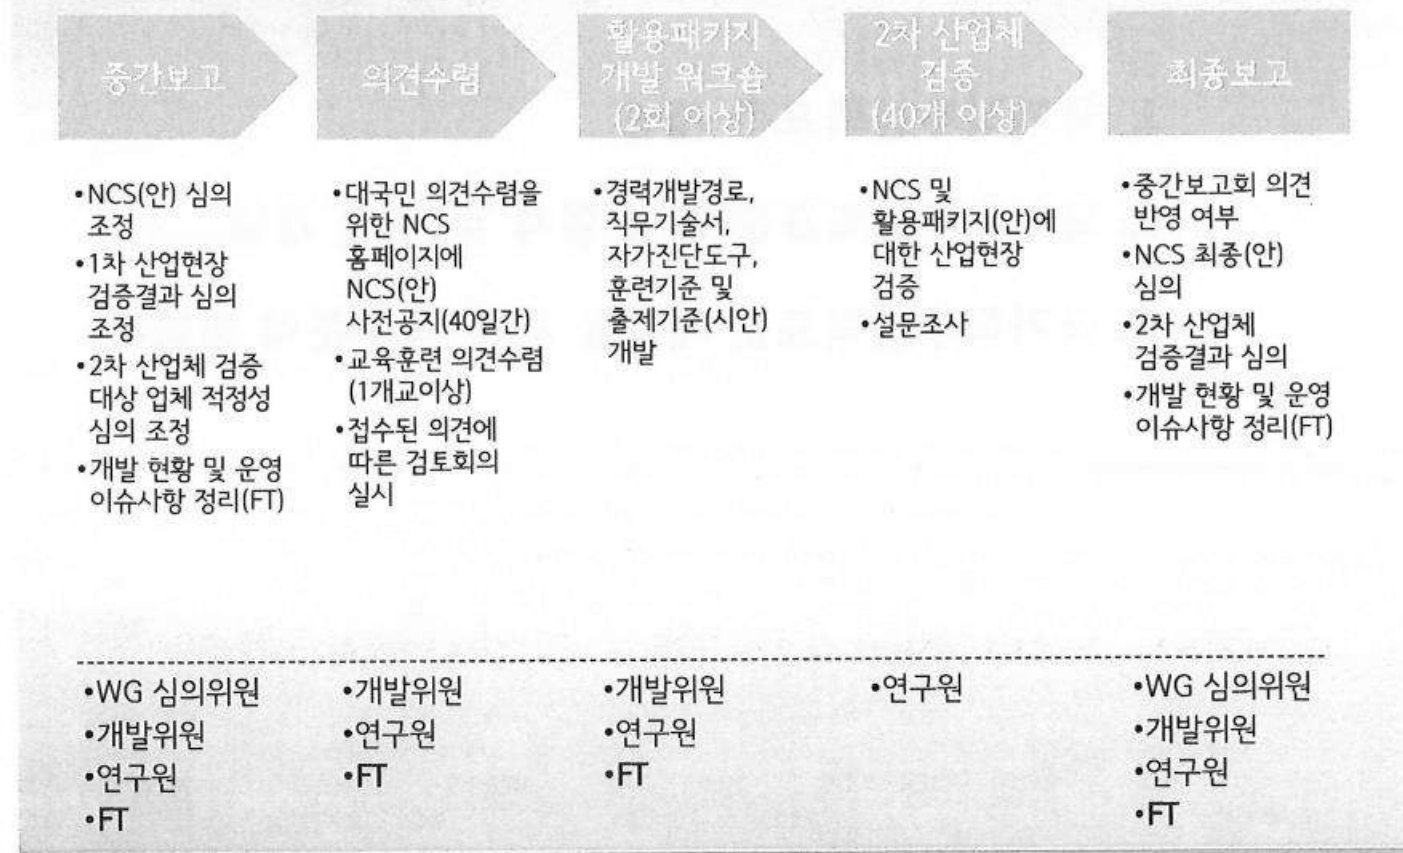 중간보고
의견수렴
활용패키지
개발 워크숍
(2회 이상)
2차 산업체
검증
(40개 이상)
최종보고
•NCS(안) 심의
조정
•1차 산업현장
검증결과 심의
조정
•2차 산업체 검증
대상 업체 적정성
심의 조정
•개발 현황 및 운영
이슈사항 정리(FT)
•대국민 의견수렴을
위한 NCS
홈페이지에
NCS(안)
사전공지(40일간)
•교육훈련 의견수렴
(1개교이상)
•접수된 의견에
따른 검토회의
실시
•경력개발경로,
직무기술서,
자가진단도구,
훈련기준 및
출제기준(시안)
개발
•NCS 및
활용패키지(안)에
대한 산업현장
검증
•설문조사
•중간보고회 의견
반영 여부
•NCS 최종(안)
심의
•2차 산업체
검증결과 심의
•개발 현황 및 운영
이슈사항 정리(FT)
•WG 심의위원
•개발위원
•연구원
•FT
•개발위원
•연구원
•FT
•개발위원
•연구원
•FT
•연구원
•WG 심의위원
•개발위원
•연구원
•FT